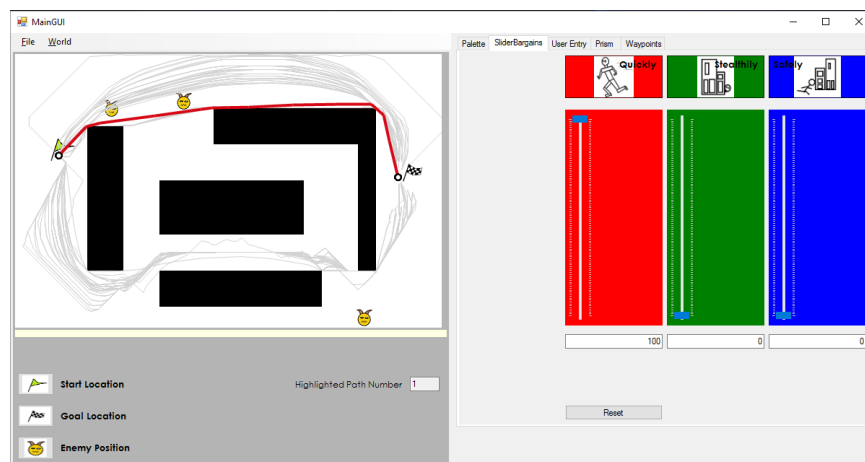 MainGUI
File World
Palette SliderBargains User Entry Prism Waypoints
Quickly Stealthily Safely
100 0 0
Start Location Highlighted Path Number 1
Goal Location
Reset
Enemy Position